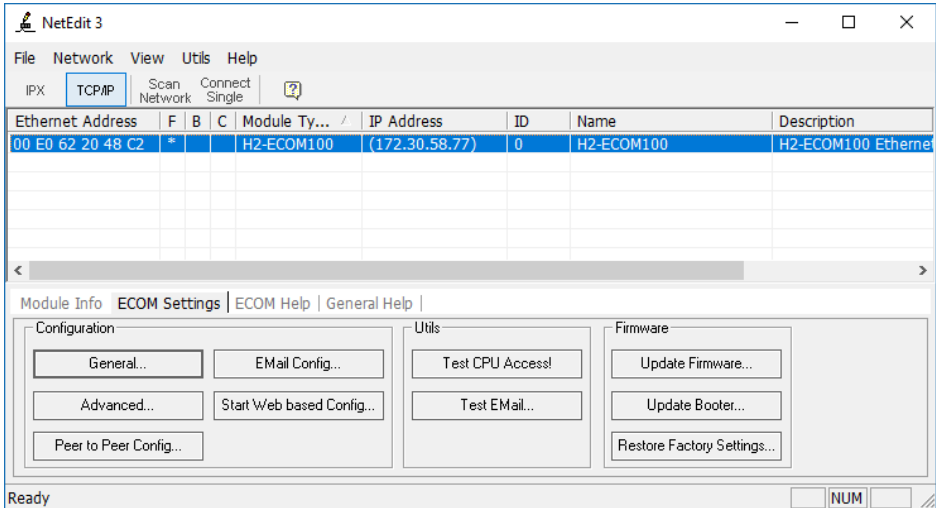 NetEdit 3
File Network View Utils Help
IPX TCP/IP Scan Network Connect Single
Ethernet Address F B C Module Ty... IP Address ID Name Description
00 E0 62 20 48 C2 * H2-ECOM100 (172.30.58.77) 0 H2-ECOM100 H2-ECOM100 Ethernet
Module Info ECOM Settings ECOM Help General Help
Configuration Utils Firmware
General... EMail Config... Test CPU Access! Update Firmware...
Advanced... Start Web based Config... Test EMail... Update Booter...
Peer to Peer Config... Restore Factory Settings...
Ready NUM